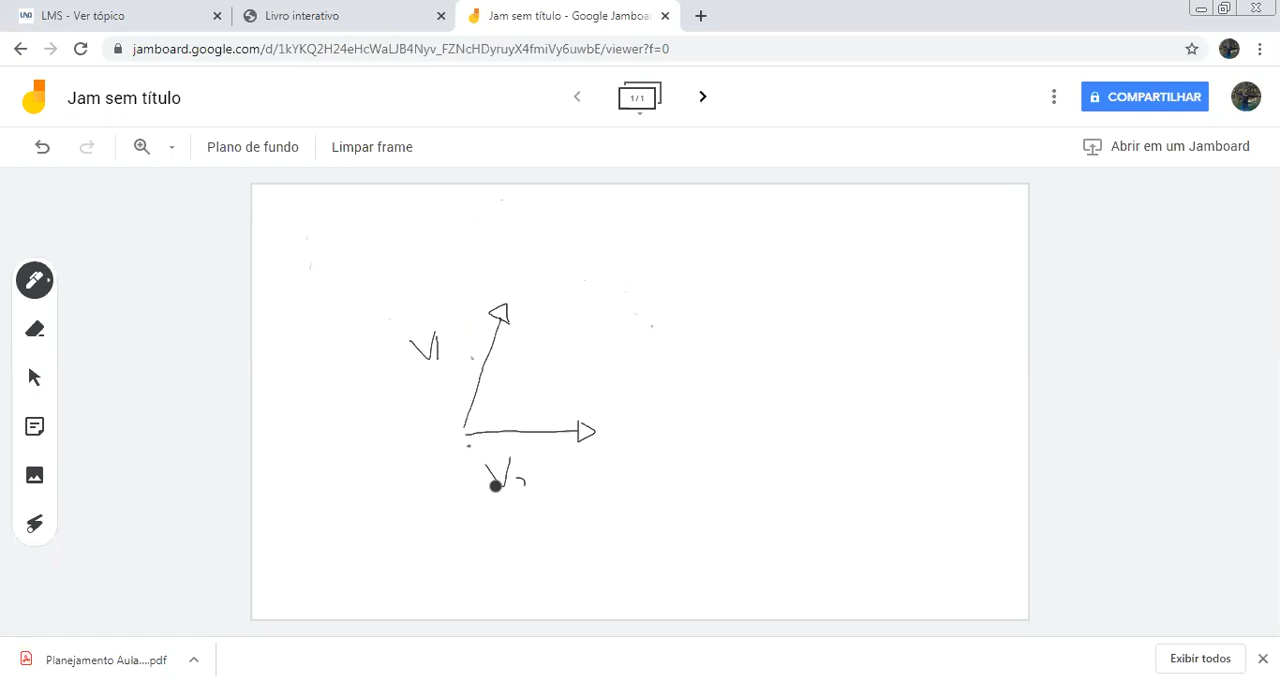 LMS - Ver tópico
Livro interativo
Jam sem título - Google Jamboa
jamboard.google.com/d/1kYKQ2H24eHcWaLJB4Nyv_FZNcHDyruyX4fmiVy6uwbE/viewer?f=0
Jam sem título
1/1
COMPARTILHAR
Plano de fundo
Limpar frame
Abrir em um Jamboard
V1
Planejamento Aula....pdf
Exibir todos